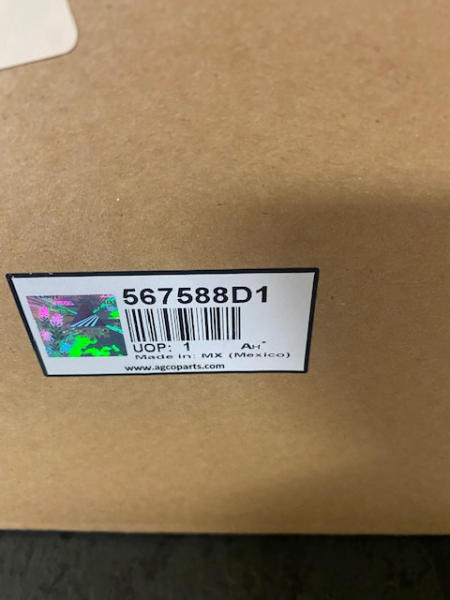 567588D1
UOP: 1 AH*
Made in: MX (Mexico)
www.agcoparts.com